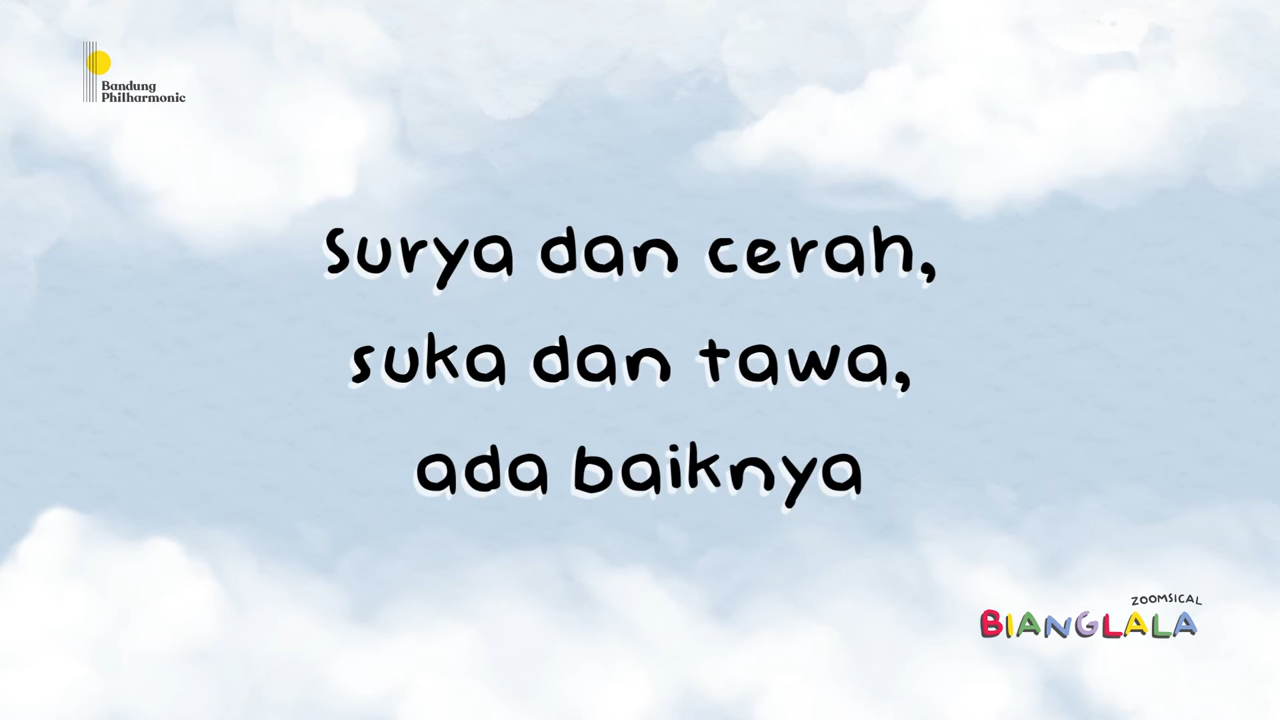 Bandung
Philharmonic
Surya dan cerah,
suka dan tawa,
ada baiknya
ZOOMSICAL
BIANGLALA